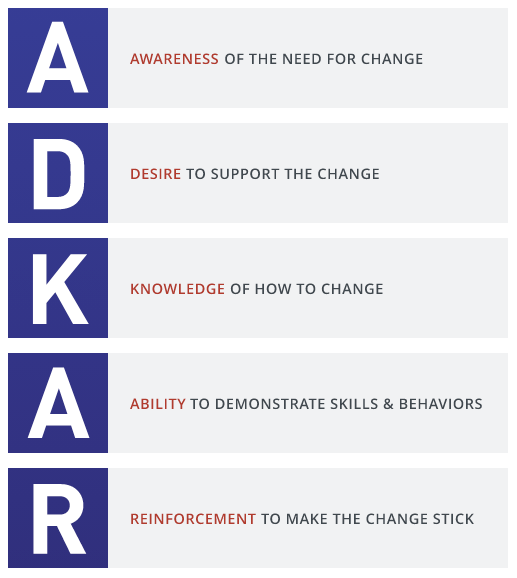 A
AWARENESS OF THE NEED FOR CHANGE
D
DESIRE TO SUPPORT THE CHANGE
K
KNOWLEDGE OF HOW TO CHANGE
A
ABILITY TO DEMONSTRATE SKILLS & BEHAVIORS
R
REINFORCEMENT TO MAKE THE CHANGE STICK